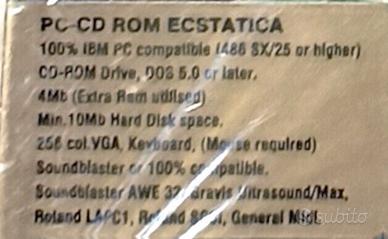 PC-CD ROM ECSTATICA
100% IBM PC compatible (486 SX/25 or higher)
CD-ROM Drive, DOS 5.0 or later.
4Mb (Extra Ram utilised)
Min.10Mb Hard Disk space.
256 col.VGA, Keyboard, (Mouse required)
Soundblaster or 100% compatible.
Soundblaster AWE 32, Gravis Ultrasound/Max,
Roland LAPC1, Roland General Midi.
subito